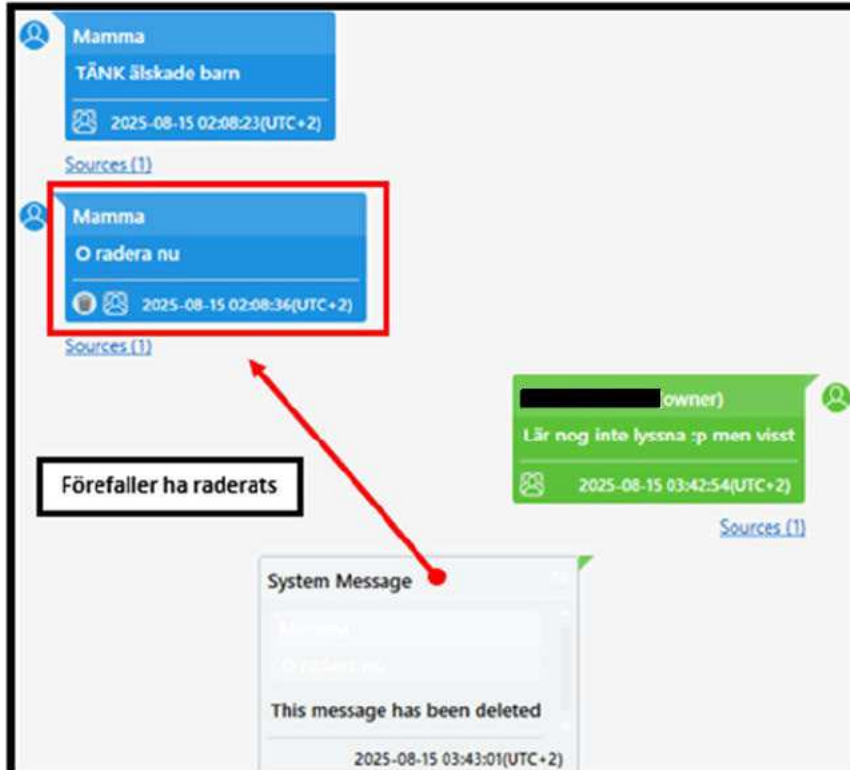 Mamma
TÄNK älskade barn
2025-08-15 02:08:23(UTC+2)
Sources (1)
Mamma
O radera nu
2025-08-15 02:08:36(UTC+2)
Sources (1)
owner)
Lär nog inte lyssna :p men visst
2025-08-15 03:42:54(UTC+2)
Sources (1)
Förefaller ha raderats
System Message
Mamma
O radera nu
This message has been deleted
2025-08-15 03:43:01(UTC+2)